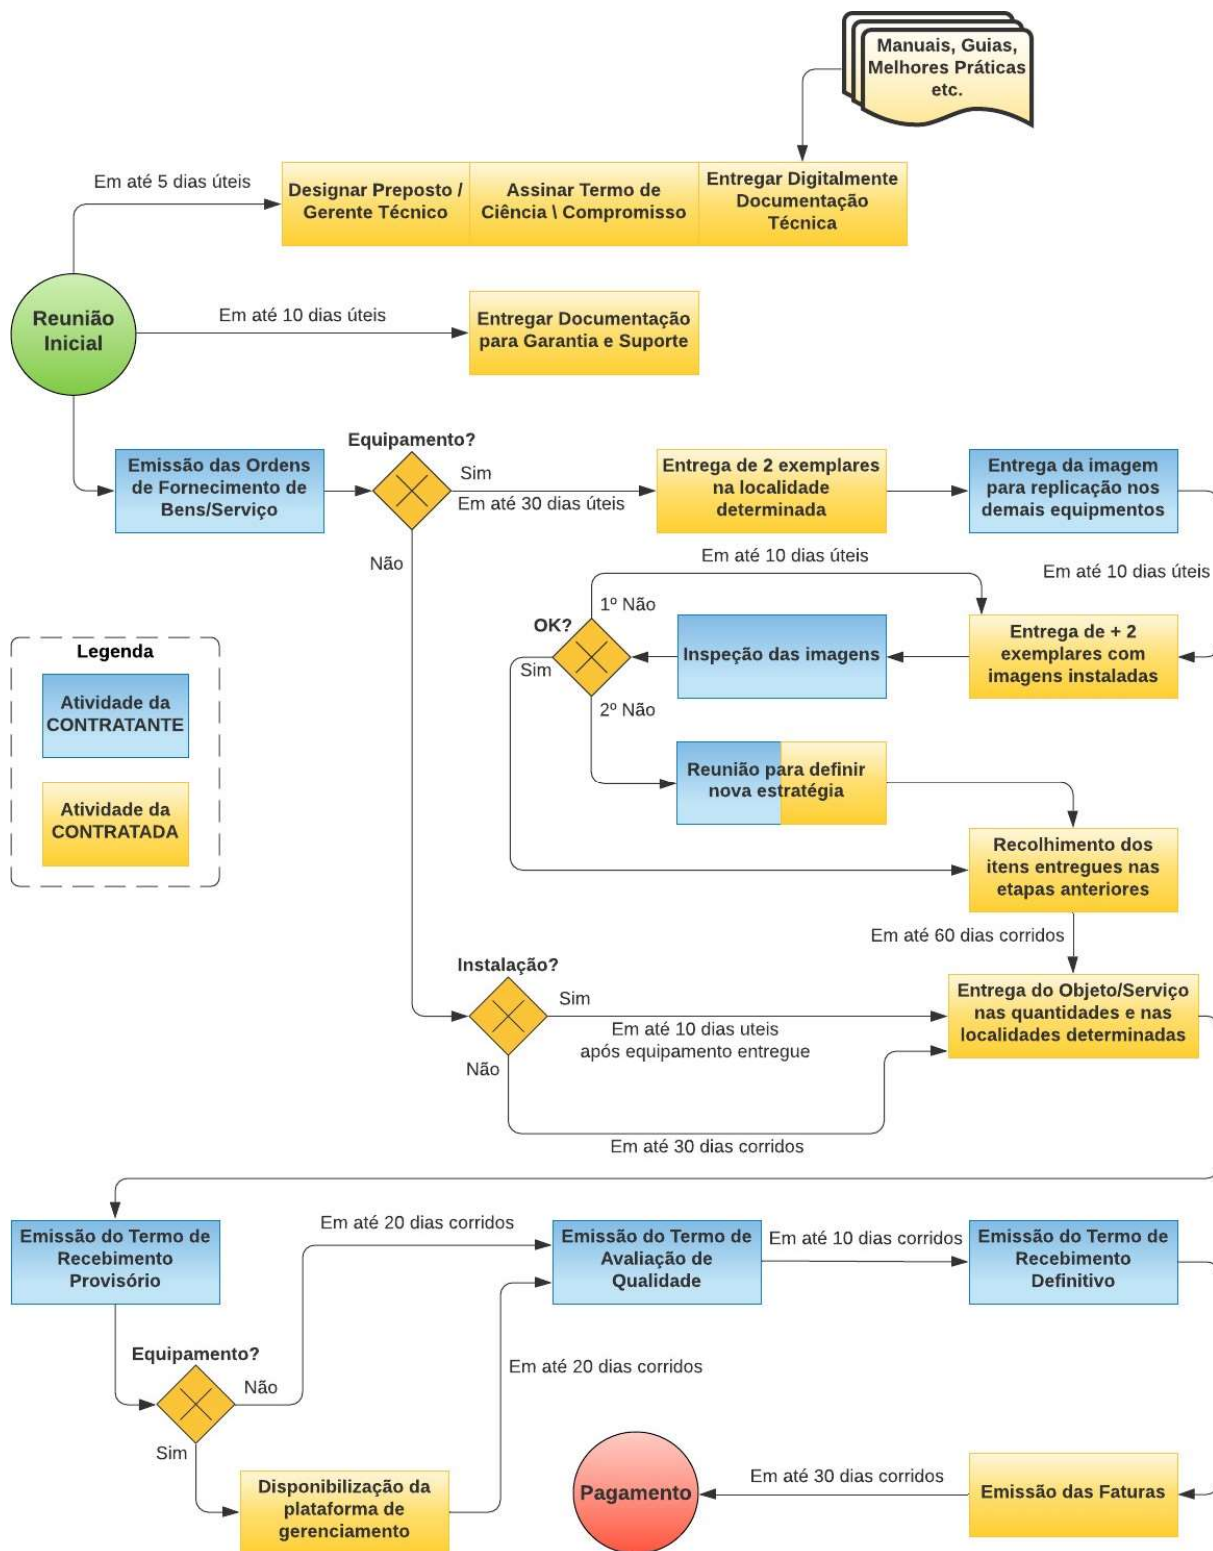 Manuais, Guias,
Melhores Práticas
etc.
Em até 5 dias úteis
Designar Preposto /
Gerente Técnico
Assinar Termo de
Ciência \ Compromisso
Entregar Digitalmente
Documentação
Técnica
Reunião
Inicial
Em até 10 dias úteis
Entregar Documentação
para Garantia e Suporte
Emissão das Ordens
de Fornecimento de
Bens/Serviço
Equipamento?
Sim
Em até 30 dias úteis
Não
Entrega de 2 exemplares
na localidade
determinada
Entrega da imagem
para replicação nos
demais equipmentos
Em até 10 dias úteis
Em até 10 dias úteis
1º Não
OK?
Sim
2º Não
Inspeção das imagens
Entrega de + 2
exemplares com
imagens instaladas
Legenda
Atividade da
CONTRATANTE
Atividade da
CONTRATADA
Reunião para definir
nova estratégia
Recolhimento dos
itens entregues nas
etapas anteriores
Em até 60 dias corridos
Instalação?
Sim
Em até 10 dias uteis
após equipamento entregue
Não
Em até 30 dias corridos
Entrega do Objeto/Serviço
nas quantidades e nas
localidades determinadas
Emissão do Termo de
Recebimento
Provisório
Em até 20 dias corridos
Emissão do Termo de
Avaliação de
Qualidade
Em até 10 dias corridos
Emissão do Termo de
Recebimento
Definitivo
Equipamento?
Não
Sim
Em até 20 dias corridos
Disponibilização da
plataforma de
gerenciamento
Pagamento
Em até 30 dias corridos
Emissão das Faturas